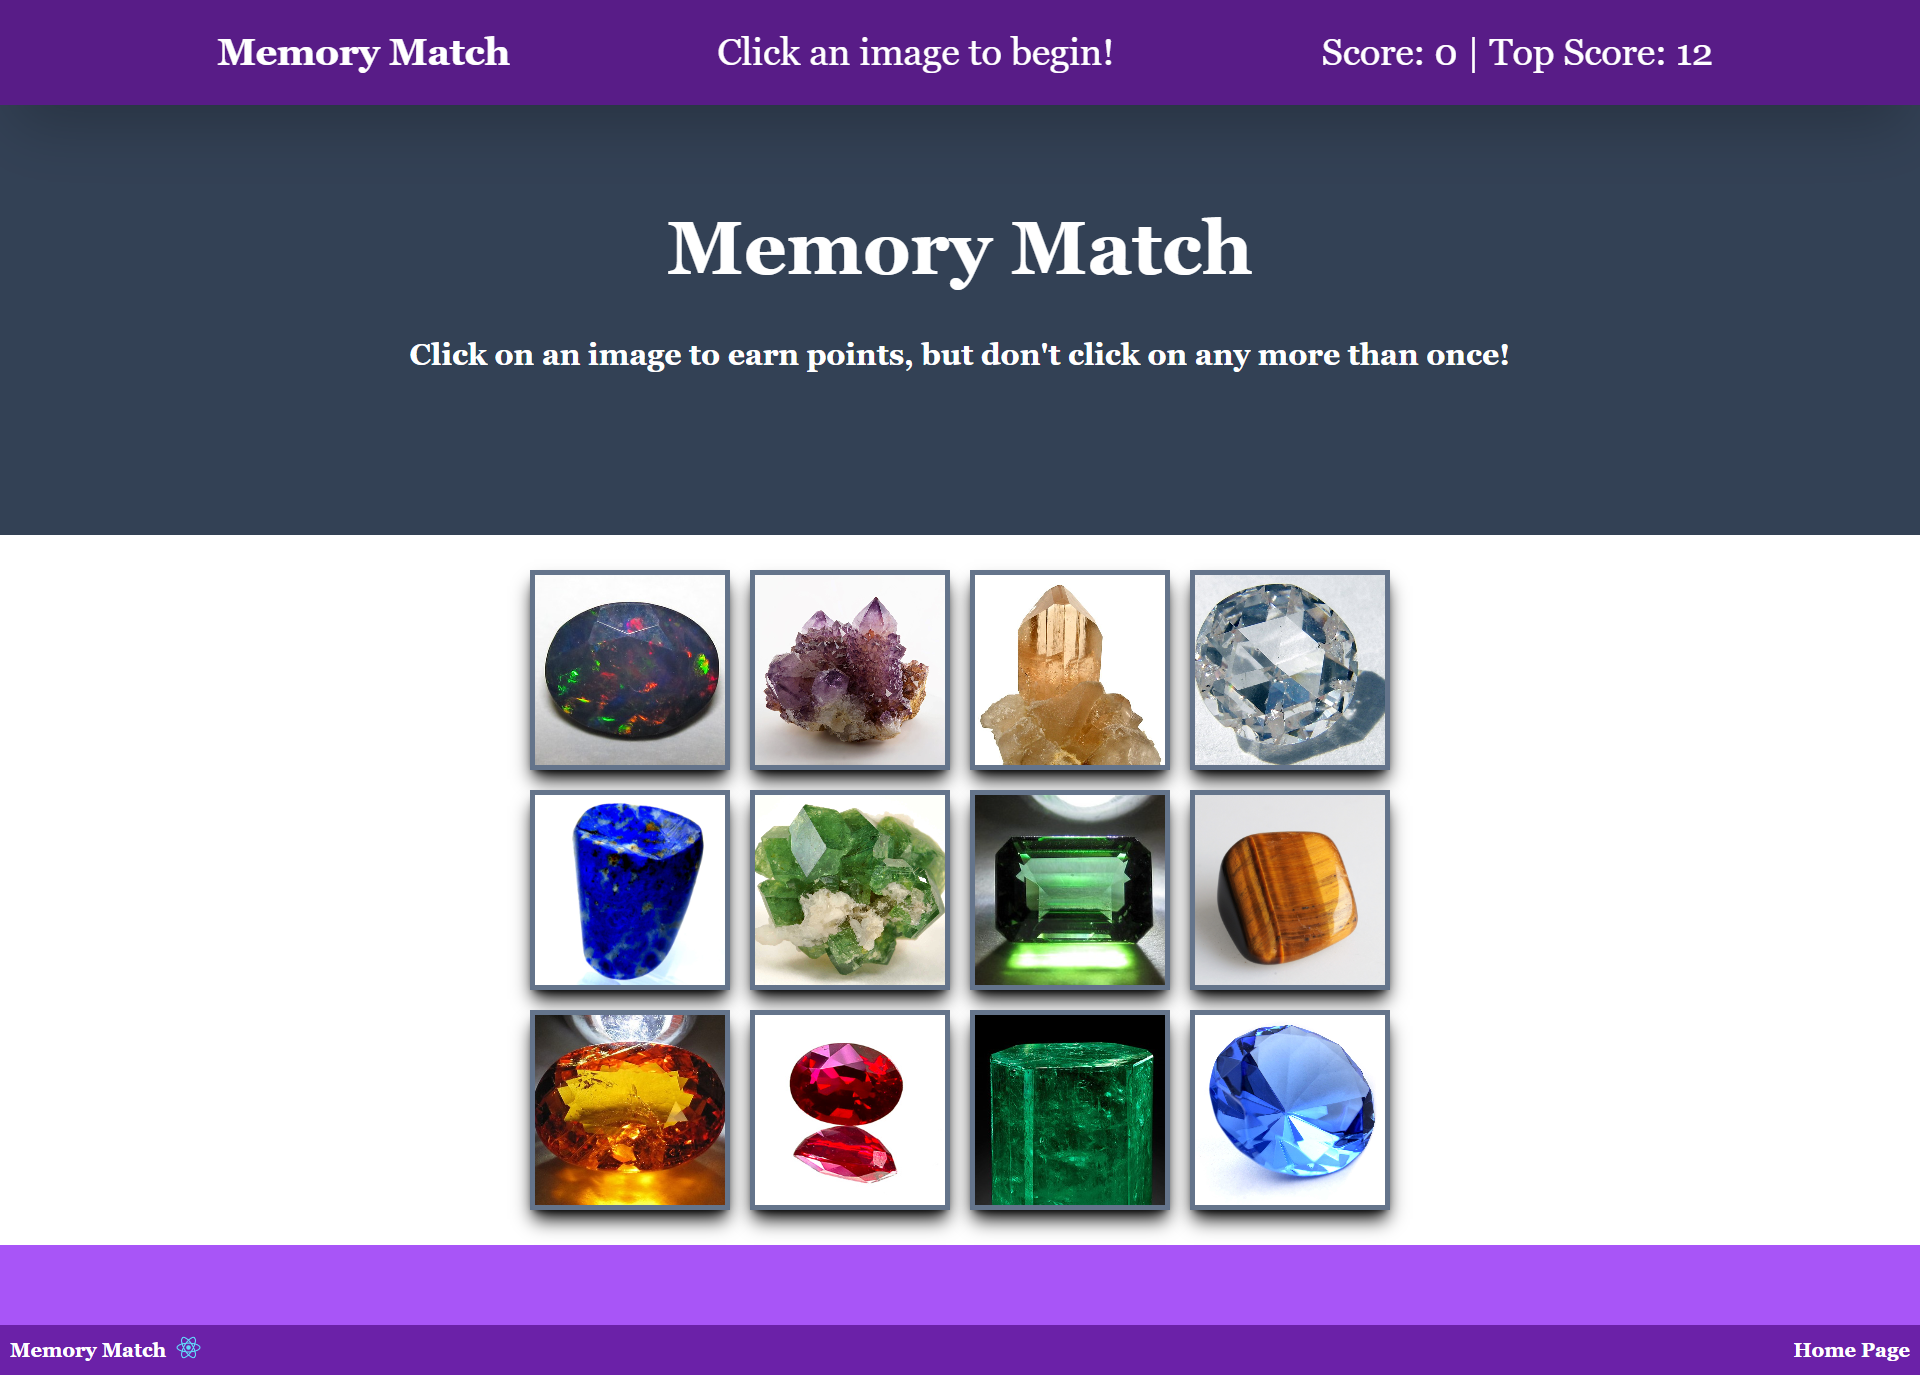 Memory Match
Click an image to begin!
Score: 0 | Top Score: 12
Memory Match
Click on an image to earn points, but don't click on any more than once!
Memory Match
Home Page